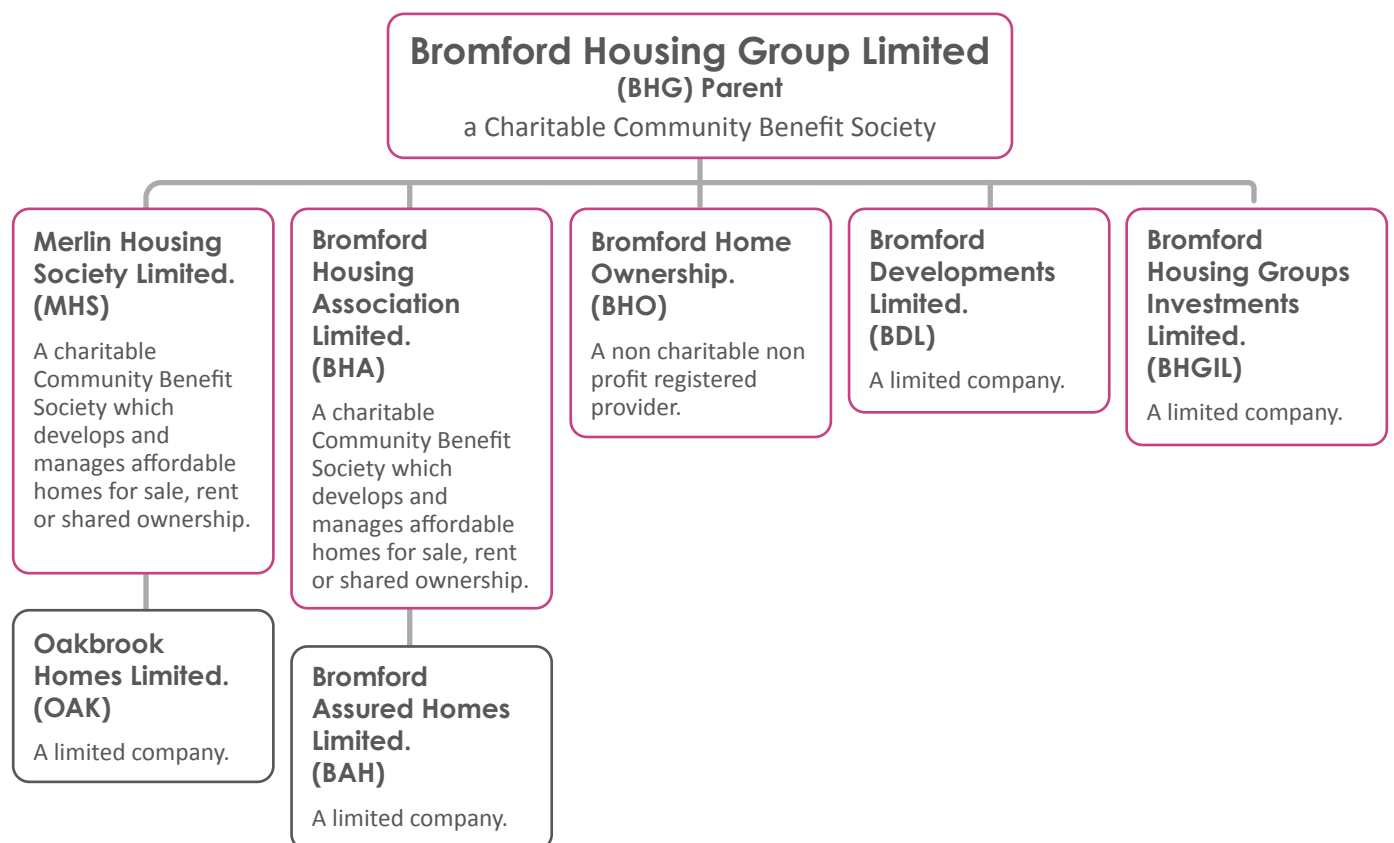 Bromford Housing Group Limited
(BHG) Parent
a Charitable Community Benefit Society
Merlin Housing
Society Limited.
(MHS)
A charitable
Community Benefit
Society which
develops and
manages affordable
homes for sale, rent
or shared ownership.
Bromford
Housing
Association
Limited.
(BHA)
A charitable
Community Benefit
Society which
develops and
manages affordable
homes for sale, rent
or shared ownership.
Bromford Home
Ownership.
(BHO)
A non charitable non
profit registered
provider.
Bromford
Developments
Limited.
(BDL)
A limited company.
Bromford
Housing Groups
Investments
Limited.
(BHGIL)
A limited company.
Oakbrook
Homes Limited.
(OAK)
A limited company.
Bromford
Assured Homes
Limited.
(BAH)
A limited company.